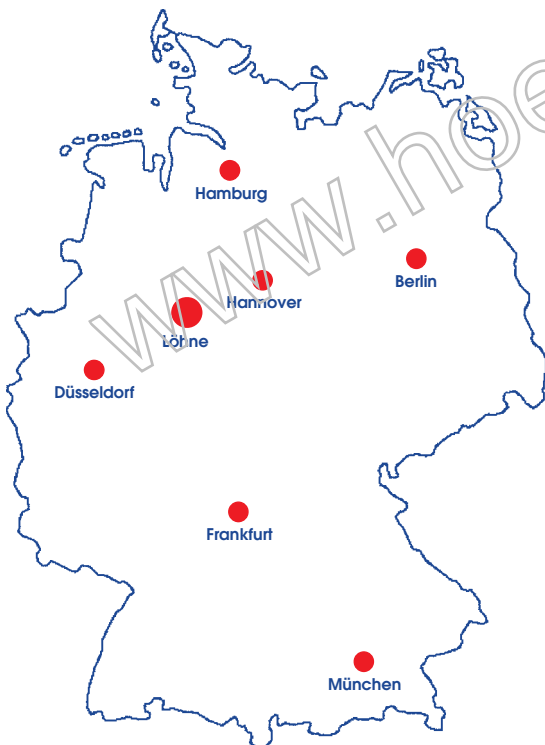 www.hoe
Hamburg
Berlin
Hannover
Löhne
Düsseldorf
Frankfurt
München